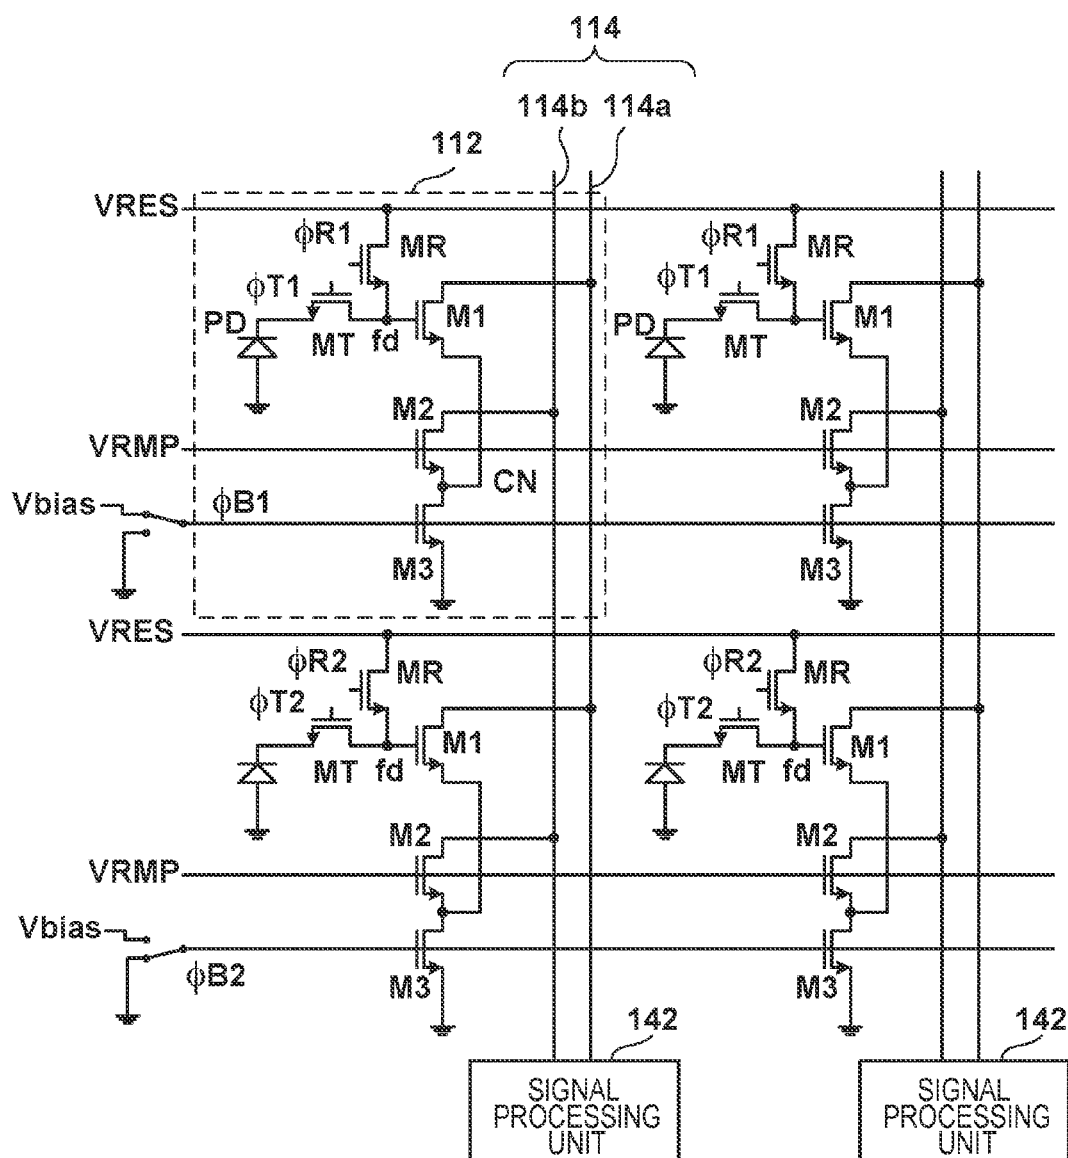 114
114b 114a
112
VRES
ϕR1 MR ϕR1 MR
ϕT1 ϕT1
PD MT fd M1 PD MT fd M1
M2 M2
VRMP
CN
Vbias ϕB1
M3 M3
VRES
ϕR2 MR ϕR2 MR
ϕT2 ϕT2
MT fd M1 MT fd M1
M2 M2
VRMP
Vbias
ϕB2 M3 M3
142 142
SIGNAL PROCESSING UNIT
SIGNAL PROCESSING UNIT